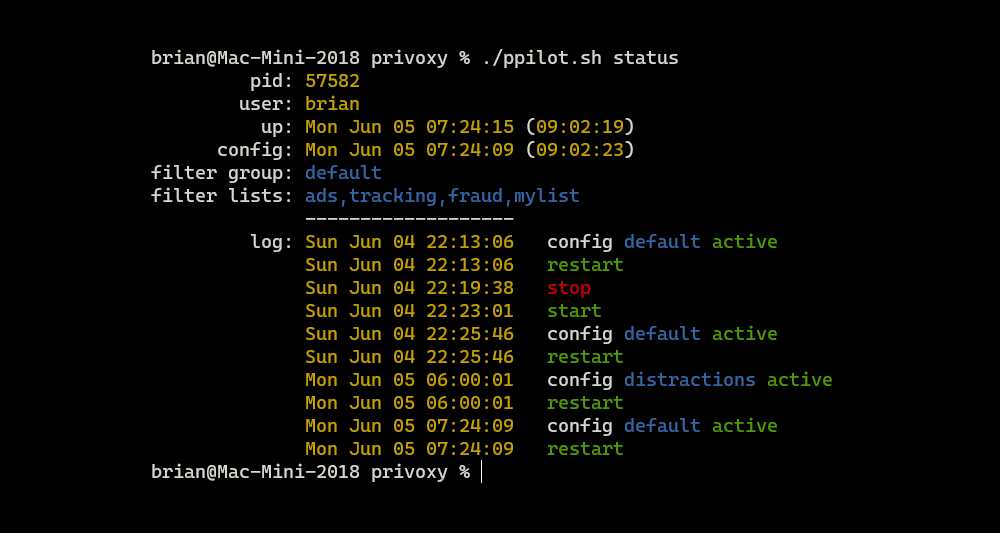 brian@Mac-Mini-2018 privoxy % ./ppilot.sh status
pid: 57582
user: brian
up: Mon Jun 05 07:24:15 (09:02:19)
config: Mon Jun 05 07:24:09 (09:02:23)
filter group: default
filter lists: ads,tracking,fraud,mylist
-------------------
log: Sun Jun 04 22:13:06 config default active
Sun Jun 04 22:13:06 restart
Sun Jun 04 22:19:38 stop
Sun Jun 04 22:23:01 start
Sun Jun 04 22:25:46 config default active
Sun Jun 04 22:25:46 restart
Mon Jun 05 06:00:01 config distractions active
Mon Jun 05 06:00:01 restart
Mon Jun 05 07:24:09 config default active
Mon Jun 05 07:24:09 restart
brian@Mac-Mini-2018 privoxy %